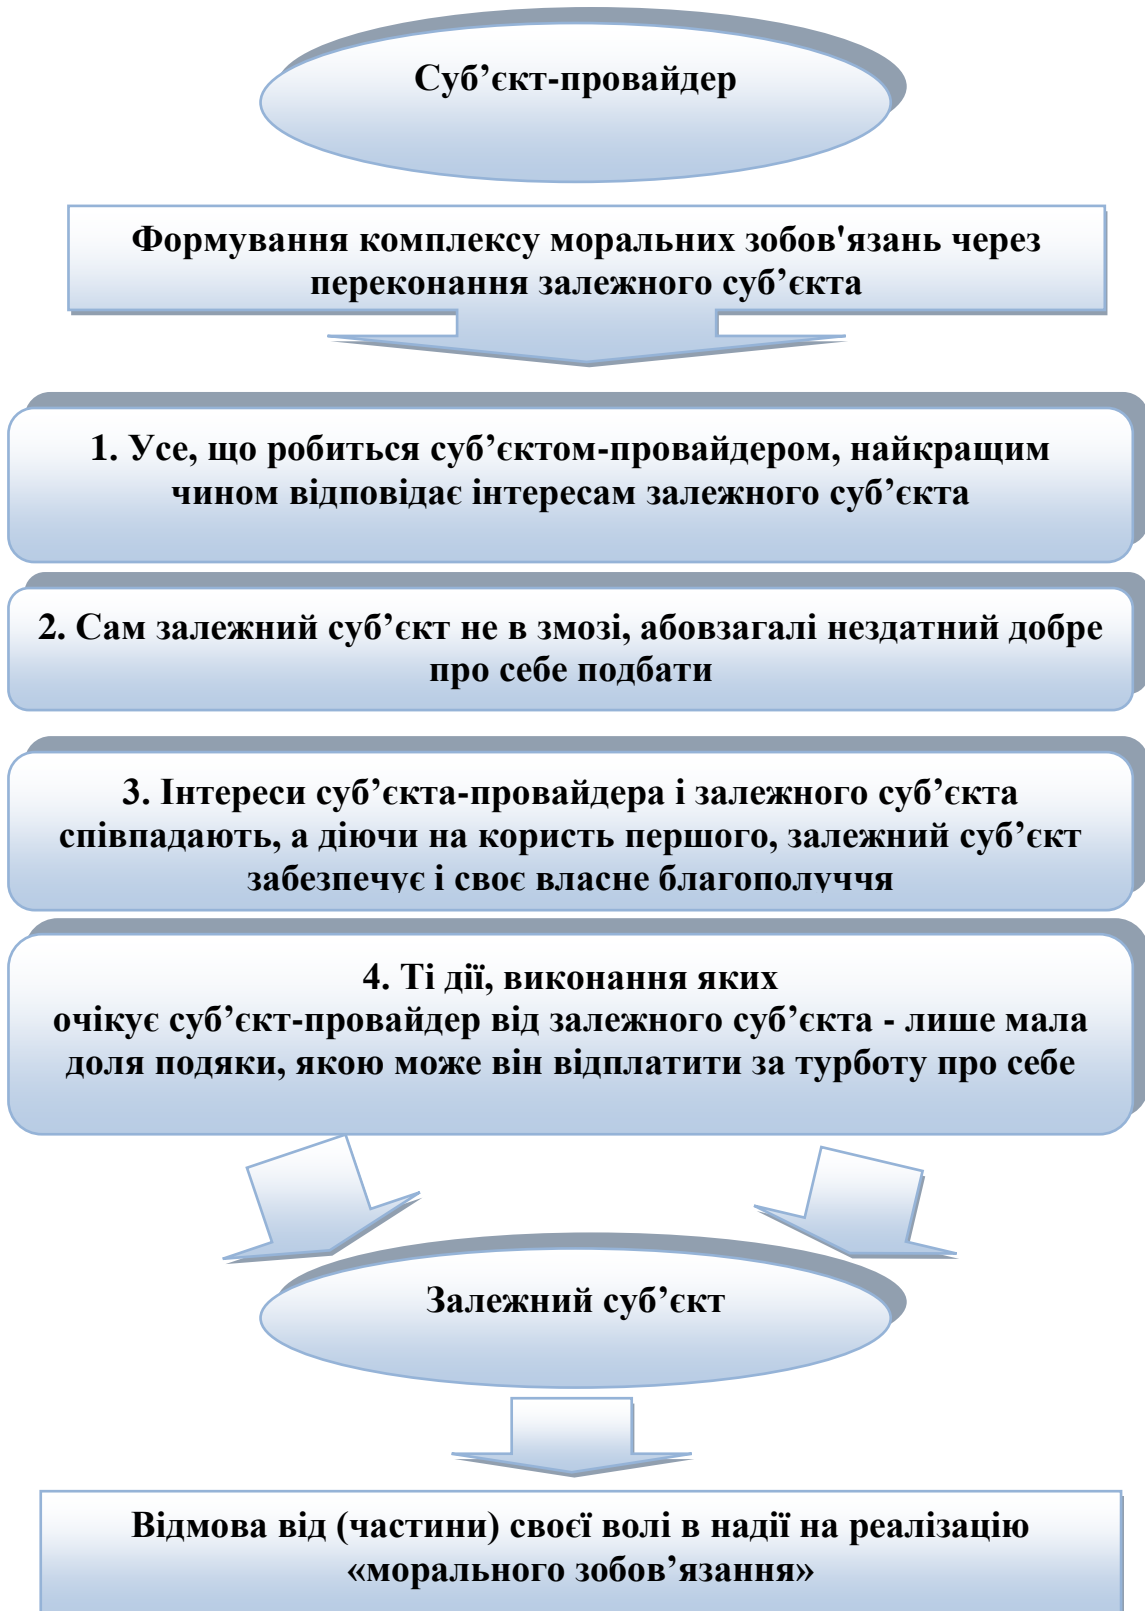 Суб’єкт-провайдер
Формування комплексу моральних зобов'язань через
переконання залежного суб’єкта
1. Усе, що робиться суб’єктом-провайдером, найкращим
чином відповідає інтересам залежного суб’єкта
2. Сам залежний суб’єкт не в змозі, абовзагалі нездатний добре
про себе подбати
3. Інтереси суб’єкта-провайдера і залежного суб’єкта
співпадають, а діючи на користь першого, залежний суб’єкт
забезпечує і своє власне благополуччя
4. Ті дії, виконання яких
очікує суб’єкт-провайдер від залежного суб’єкта - лише мала
доля подяки, якою може він відплатити за турботу про себе
Залежний суб’єкт
Відмова від (частини) своєї волі в надії на реалізацію
«морального зобов’язання»